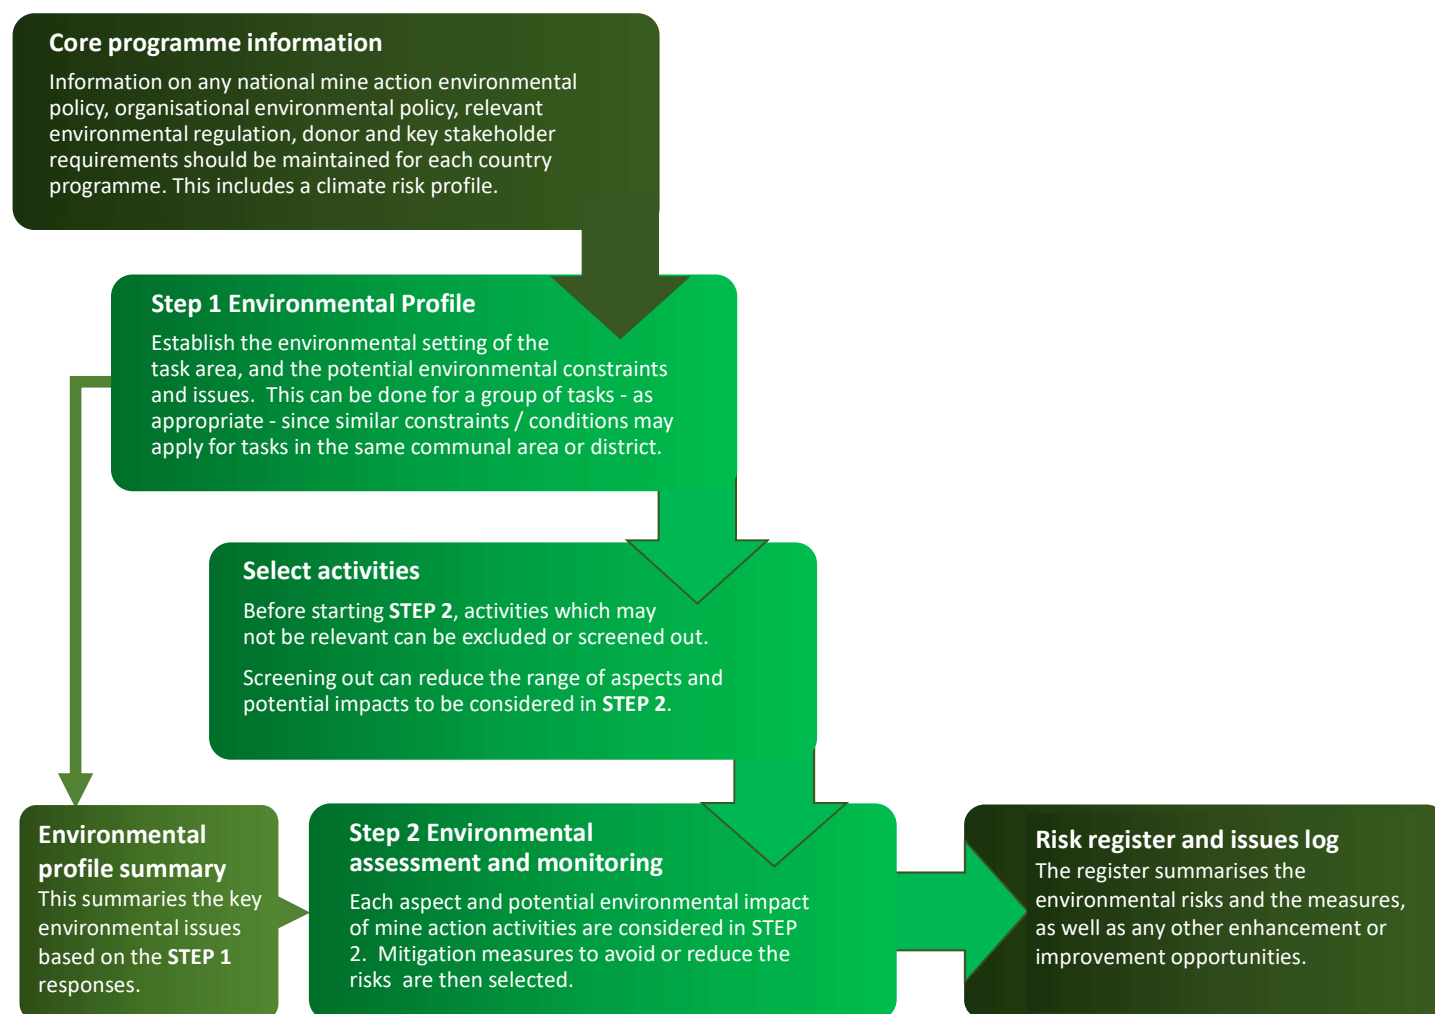 Core programme information
Information on any national mine action environmental
policy, organisational environmental policy, relevant
environmental regulation, donor and key stakeholder
requirements should be maintained for each country
programme. This includes a climate risk profile.
Step 1 Environmental Profile
Establish the environmental setting of the
task area, and the potential environmental constraints
and issues.  This can be done for a group of tasks - as
appropriate - since similar constraints / conditions may
apply for tasks in the same communal area or district.
Select activities
Before starting STEP 2, activities which may
not be relevant can be excluded or screened out.
Screening out can reduce the range of aspects and
potential impacts to be considered in STEP 2.
Environmental
profile summary
This summaries the key
environmental issues
based on the STEP 1
responses.
Step 2 Environmental
assessment and monitoring
Each aspect and potential environmental impact
of mine action activities are considered in STEP
2.  Mitigation measures to avoid or reduce the
risks  are then selected.
Risk register and issues log
The register summarises the
environmental risks and the measures,
as well as any other enhancement or
improvement opportunities.